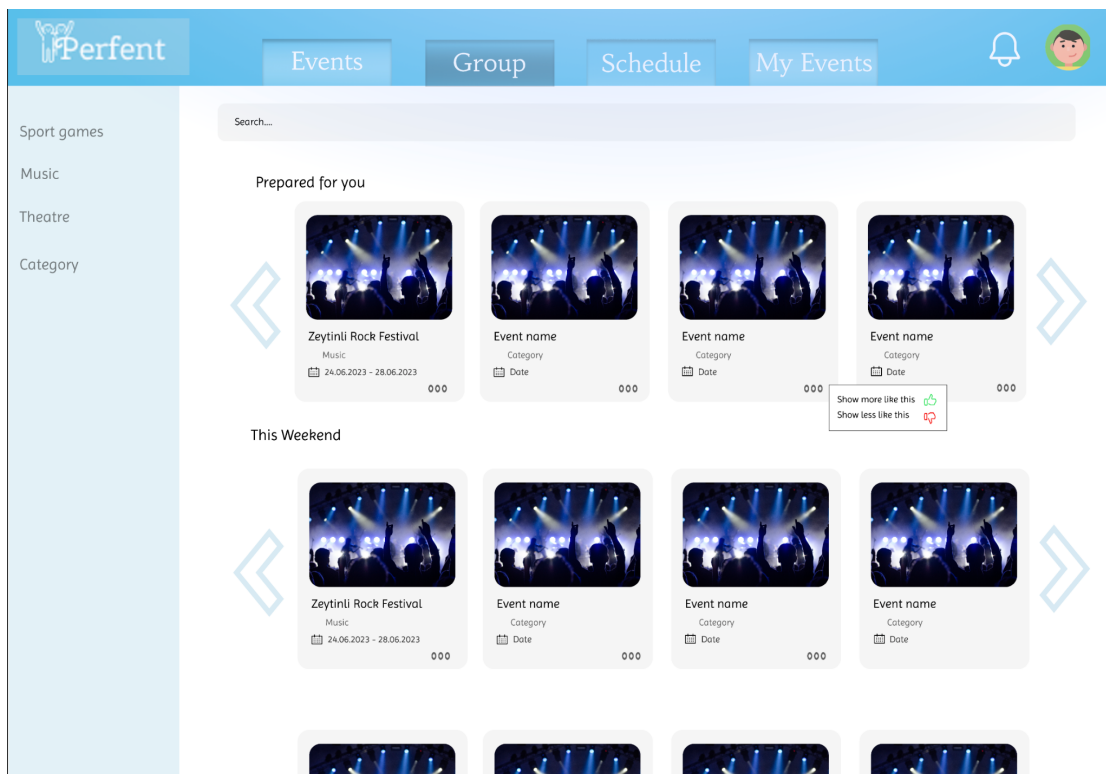 Perfent
Events Group Schedule My Events
Search....
Sport games
Music
Theatre
Category
Prepared for you
Zeytinli Rock Festival Event name Event name Event name
Music Category Category Category
24.06.2023 - 28.06.2023 Date Date Date
Show more like this
Show less like this
This Weekend
Zeytinli Rock Festival Event name Event name Event name
Music Category Category Category
24.06.2023 - 28.06.2023 Date Date Date